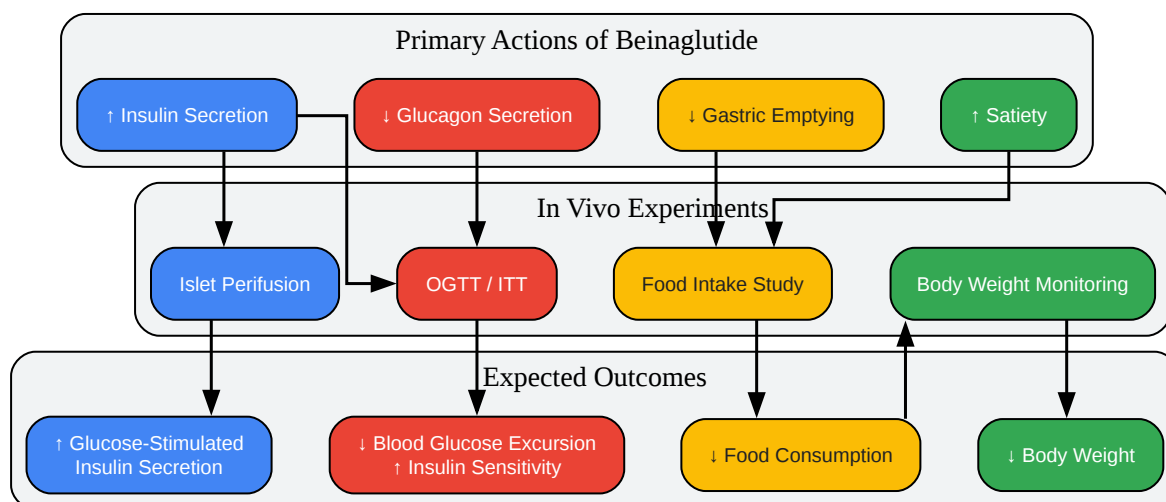 Primary Actions of Beinaglutide
↑ Insulin Secretion
↓ Glucagon Secretion
↓ Gastric Emptying
↑ Satiety
In Vivo Experiments
Islet Perifusion
OGTT / ITT
Food Intake Study
Body Weight Monitoring
Expected Outcomes
↑ Glucose-Stimulated
Insulin Secretion
↓ Blood Glucose Excursion
↑ Insulin Sensitivity
↓ Food Consumption
↓ Body Weight